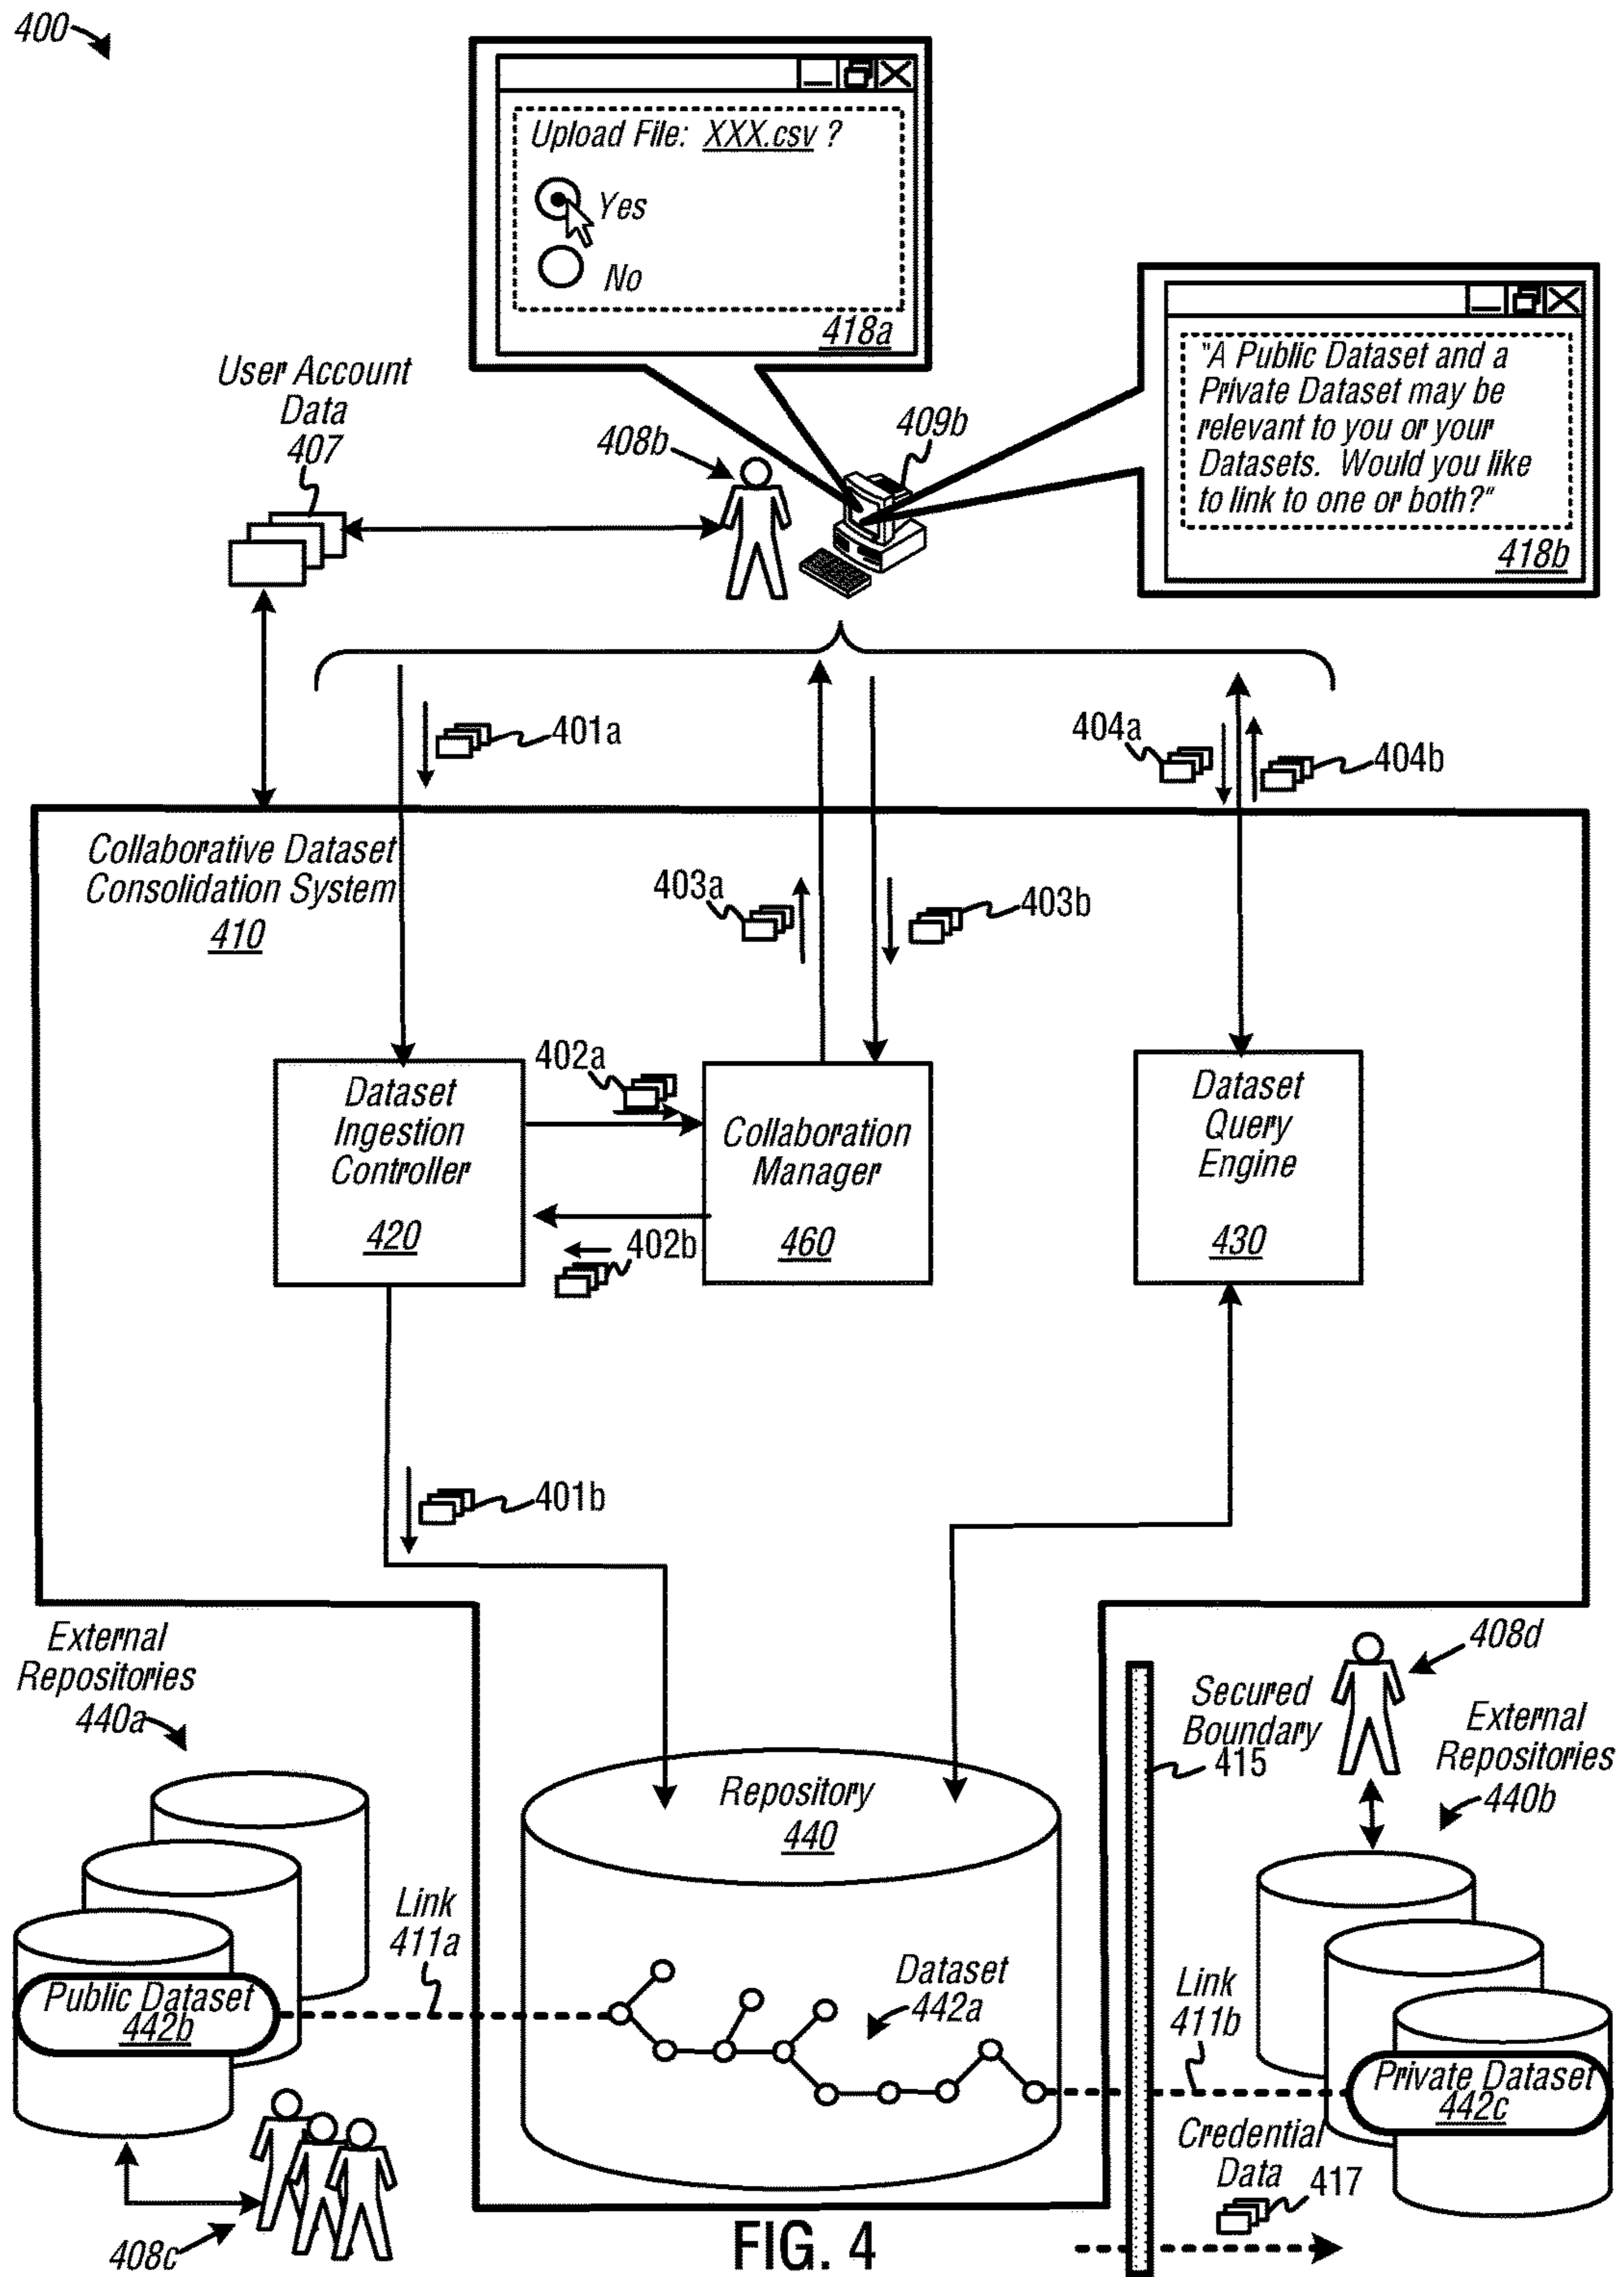 400
Upload File: XXX.csv ?
Yes
No
418a
"A Public Dataset and a
Private Dataset may be
relevant to you or your
Datasets. Would you like
to link to one or both?"
418b
User Account
Data
407
408b
409b
401a
404a
404b
Collaborative Dataset
Consolidation System
410
403a
403b
402a
Dataset
Ingestion
Controller
420
Collaboration
Manager
460
Dataset
Query
Engine
430
402b
401b
External
Repositories
440a
408d
Secured
Boundary
415
External
Repositories
440b
Repository
440
Link
411a
Dataset
442a
Link
411b
Public Dataset
442b
Private Dataset
442c
Credential
Data
417
408c
FIG. 4